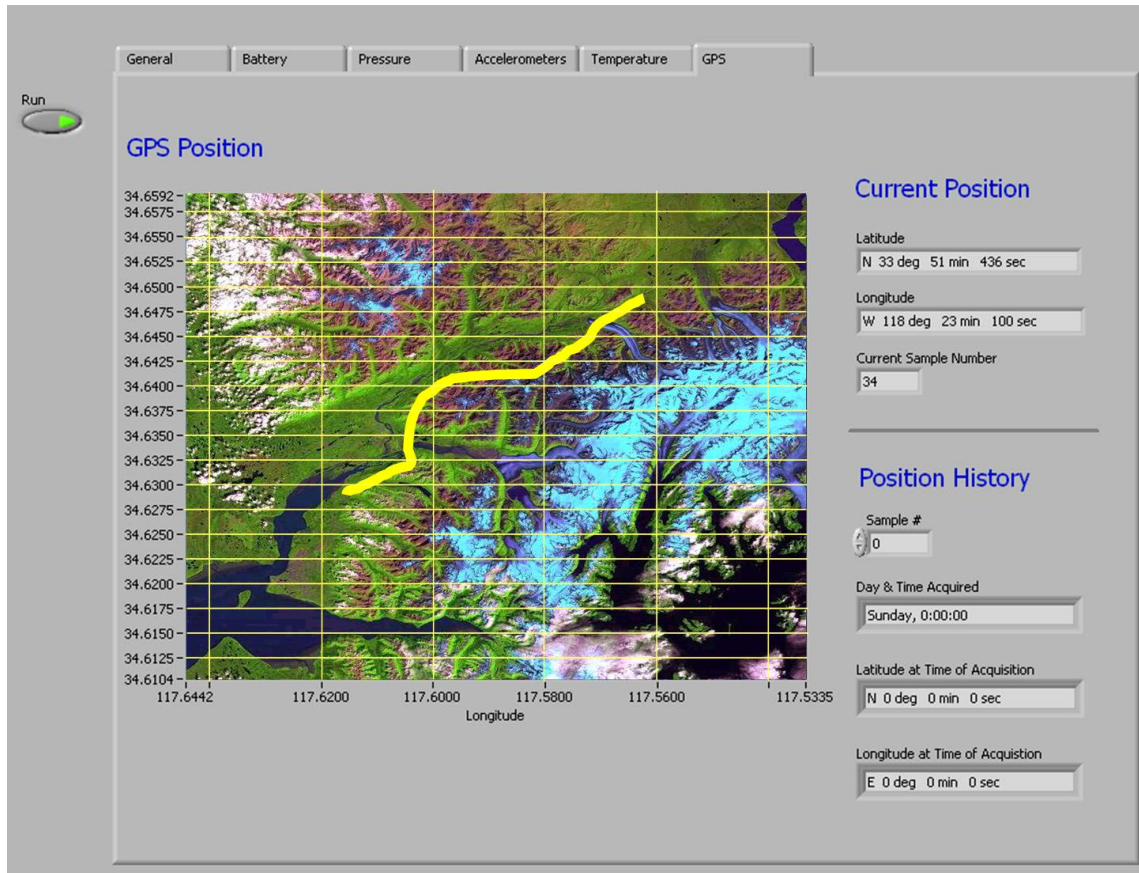 General Battery Pressure Accelerometers Temperature GPS
Run
GPS Position
34.6592
34.6575
34.6550
34.6525
34.6500
34.6475
34.6450
34.6425
34.6400
34.6375
34.6350
34.6325
34.6300
34.6275
34.6250
34.6225
34.6200
34.6175
34.6150
34.6125
34.6104
117.6442 117.6200 117.6000 117.5800 117.5600 117.5335
Longitude
Current Position
Latitude
N 33 deg 51 min 436 sec
Longitude
W 118 deg 23 min 100 sec
Current Sample Number
34
Position History
Sample #
0
Day & Time Acquired
Sunday, 0:00:00
Latitude at Time of Acquisition
N 0 deg 0 min 0 sec
Longitude at Time of Acquistion
E 0 deg 0 min 0 sec